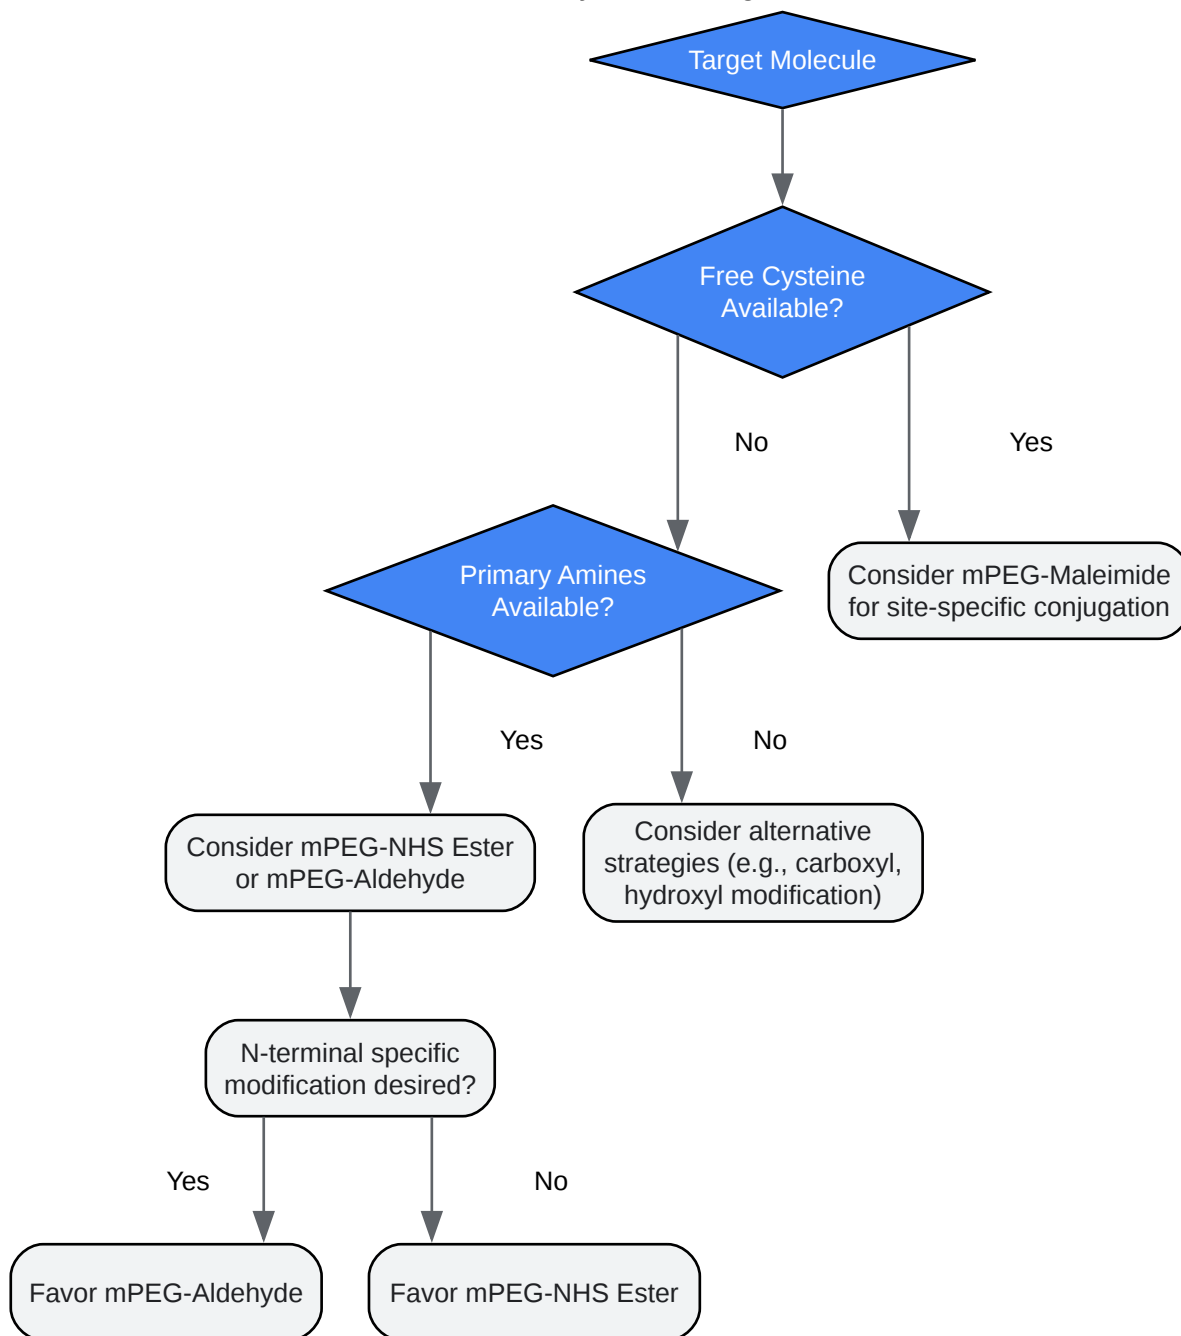 Target Molecule
Free Cysteine
Available?
No
Yes
Primary Amines
Available?
Consider mPEG-Maleimide
for site-specific conjugation
Yes
No
Consider mPEG-NHS Ester
or mPEG-Aldehyde
Consider alternative
strategies (e.g., carboxyl,
hydroxyl modification)
N-terminal specific
modification desired?
Yes
No
Favor mPEG-Aldehyde
Favor mPEG-NHS Ester